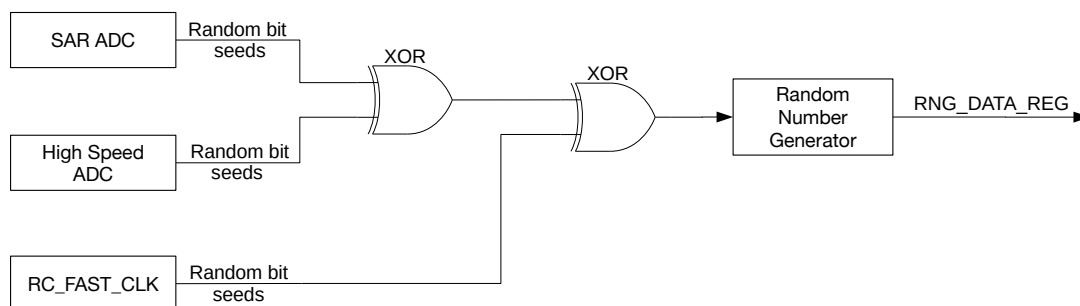 SAR ADC
Random bit
seeds
XOR
XOR
Random
Number
Generator
RNG_DATA_REG
High Speed
ADC
Random bit
seeds
RC_FAST_CLK
Random bit
seeds